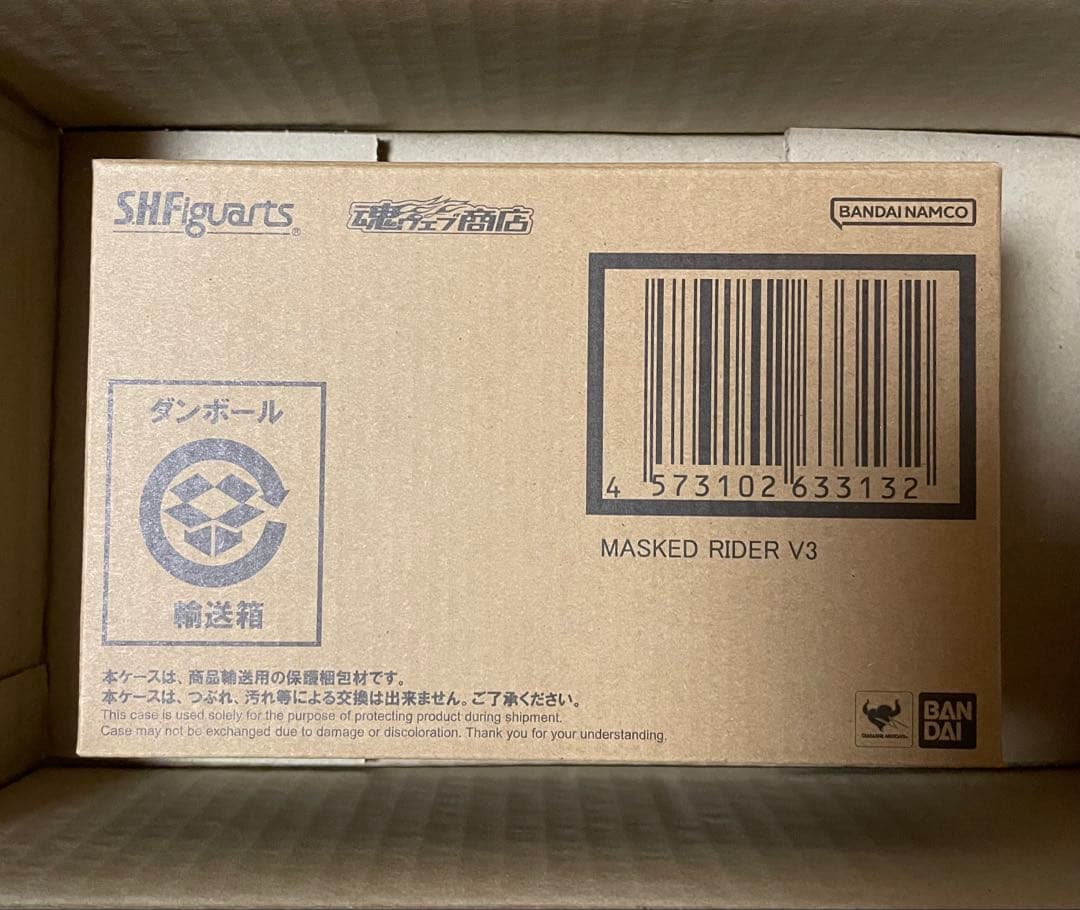 S.H.Figuarts®
魂ウェブ商店
BANDAI NAMCO
4 573102 633132
MASKED RIDER V3
ダンボール
輸送箱
本ケースは、商品輸送用の保護梱包材です。
本ケースは、つぶれ、汚れ等による交換は出来ません。ご了承ください。
This case is used solely for the purpose of protecting product during shipment.
Case may not be exchanged due to damage or discoloration. Thank you for your understanding.
BAN
DAI